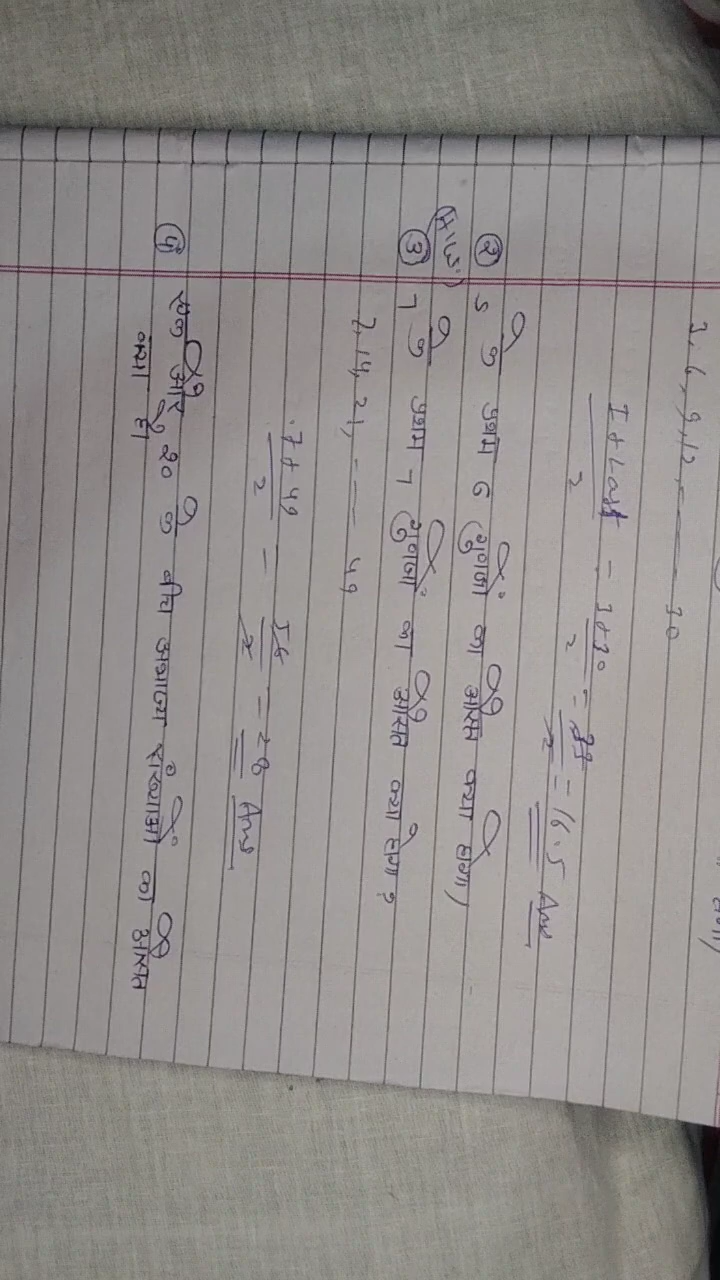 3, 6, 9, 12, ---- 30
I + Last / 2 = 3+30 / 2 = 33 / 2 = 16.5 Ans
② 5 के प्रथम 6 गुणजों का औसत क्या होगा)
(H.W.)
③ 7 के प्रथम 7 गुणजों का औसत क्या होगा?
7, 14, 21, ---- 49
7+49 / 2 = 56 / 2 = 28 Ans
④ एक और 20 के बीच अभाज्य संख्याओं का औसत
क्या है।